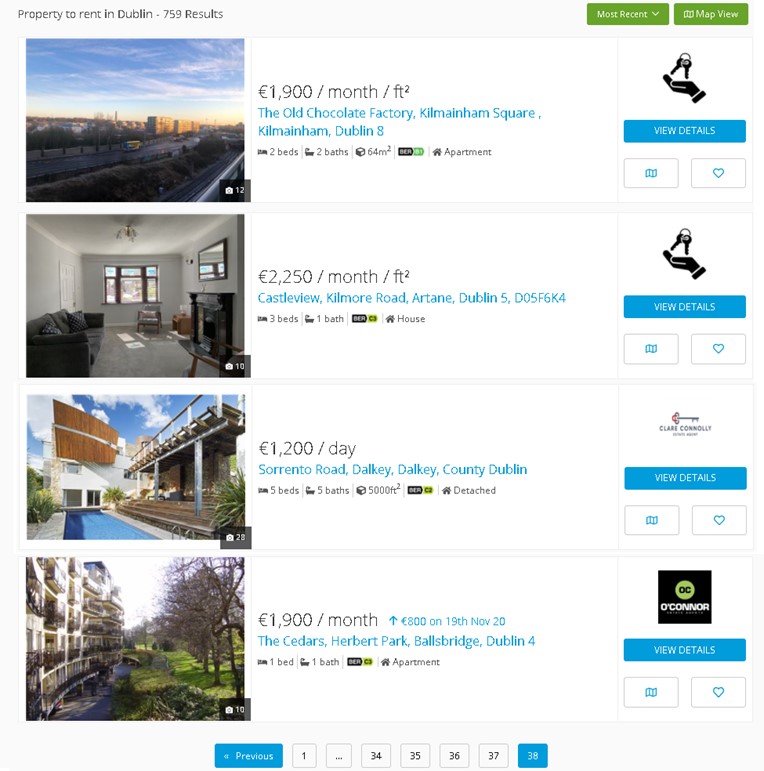 Property to rent in Dublin - 759 Results
Most Recent
Map View
€1,900 / month / ft²
The Old Chocolate Factory, Kilmainham Square ,
Kilmainham, Dublin 8
2 beds 2 baths 64m² BER B1 Apartment
12
VIEW DETAILS
€2,250 / month / ft²
Castleview, Kilmore Road, Artane, Dublin 5, D05F6K4
3 beds 1 bath BER C3 House
10
VIEW DETAILS
€1,200 / day
Sorrento Road, Dalkey, Dalkey, County Dublin
5 beds 5 baths 5000ft² BER C2 Detached
28
CLARE CONNOLLY
ESTATE AGENT
VIEW DETAILS
€1,900 / month €800 on 19th Nov 20
The Cedars, Herbert Park, Ballsbridge, Dublin 4
1 bed 1 bath BER C3 Apartment
10
OC
O'CONNOR
ESTATE AGENTS
VIEW DETAILS
« Previous 1 ... 34 35 36 37 38